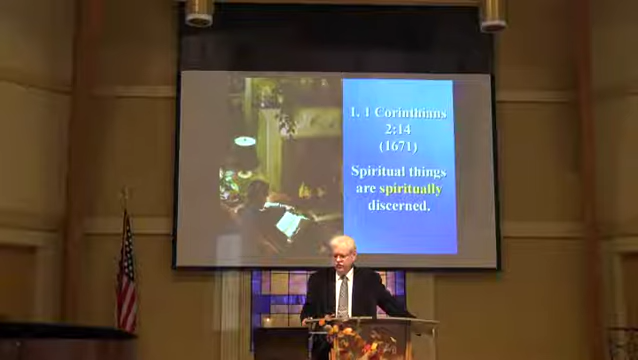 1. 1 Corinthians
2:14
(1671)
Spiritual things
are spiritually
discerned.